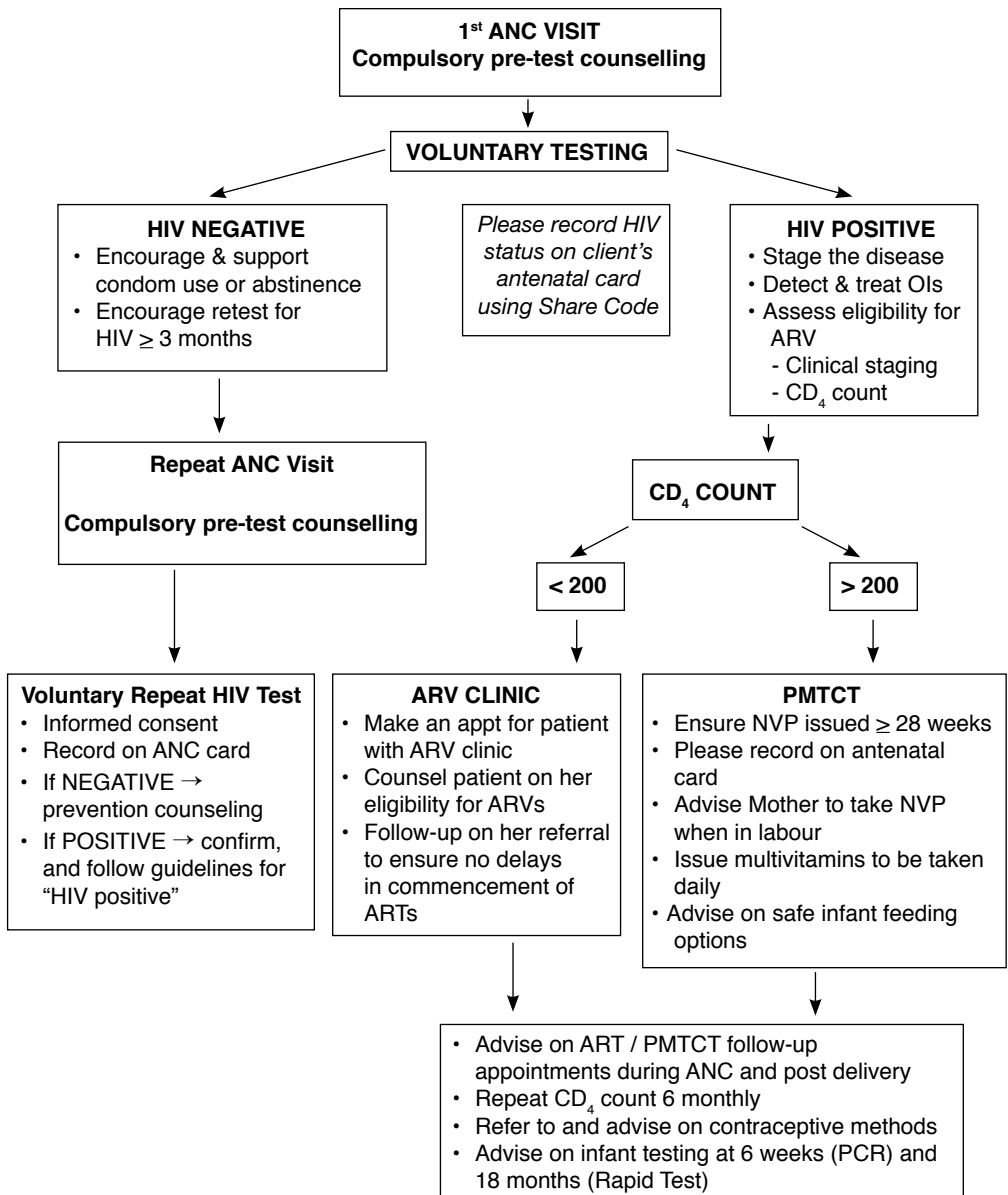 1st ANC VISIT
Compulsory pre-test counselling
VOLUNTARY TESTING
HIV NEGATIVE
• Encourage & support
condom use or abstinence
• Encourage retest for
HIV ≥ 3 months
Please record HIV
status on client's
antenatal card
using Share Code
HIV POSITIVE
• Stage the disease
• Detect & treat OIs
• Assess eligibility for
ARV
- Clinical staging
- CD4 count
Repeat ANC Visit
Compulsory pre-test counselling
CD4 COUNT
< 200
> 200
Voluntary Repeat HIV Test
• Informed consent
• Record on ANC card
• If NEGATIVE →
prevention counseling
• If POSITIVE → confirm,
and follow guidelines for
“HIV positive”
ARV CLINIC
• Make an appt for patient
with ARV clinic
• Counsel patient on her
eligibility for ARVs
• Follow-up on her referral
to ensure no delays
in commencement of
ARTs
PMTCT
• Ensure NVP issued ≥ 28 weeks
• Please record on antenatal
card
• Advise Mother to take NVP
when in labour
• Issue multivitamins to be taken
daily
• Advise on safe infant feeding
options
• Advise on ART / PMTCT follow-up
appointments during ANC and post delivery
• Repeat CD4 count 6 monthly
• Refer to and advise on contraceptive methods
• Advise on infant testing at 6 weeks (PCR) and
18 months (Rapid Test)